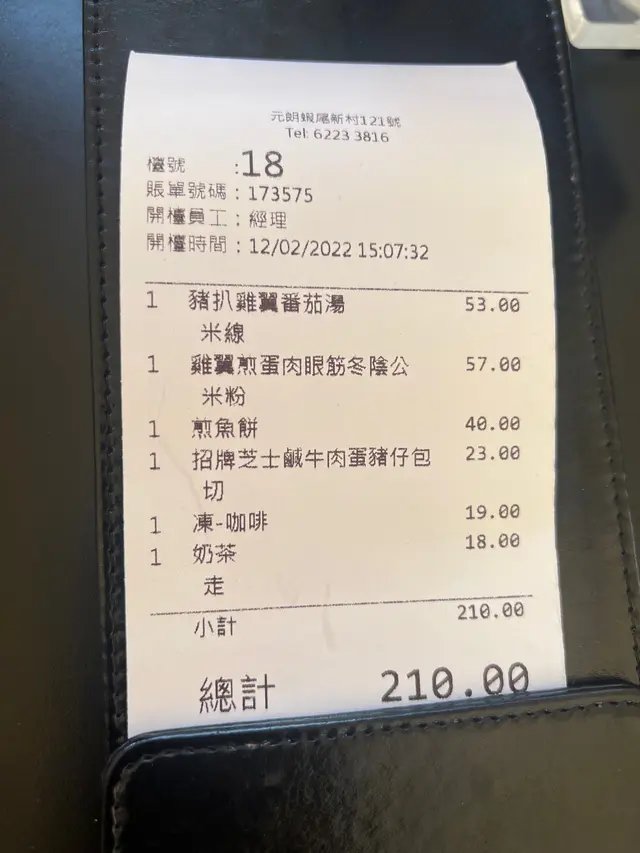 元朗蝦尾新村121號
Tel: 6223 3816
檯號 :18
賬單號碼 : 173575
開檯員工 : 經理
開檯時間 : 12/02/2022 15:07:32
1 豬扒雞翼番茄湯 53.00
米線
1 雞翼煎蛋肉眼筋冬陰公 57.00
米粉
1 煎魚餅 40.00
1 招牌芝士鹹牛肉蛋豬仔包 23.00
切
1 凍-咖啡 19.00
1 奶茶 18.00
走
小計 210.00
總計 210.00